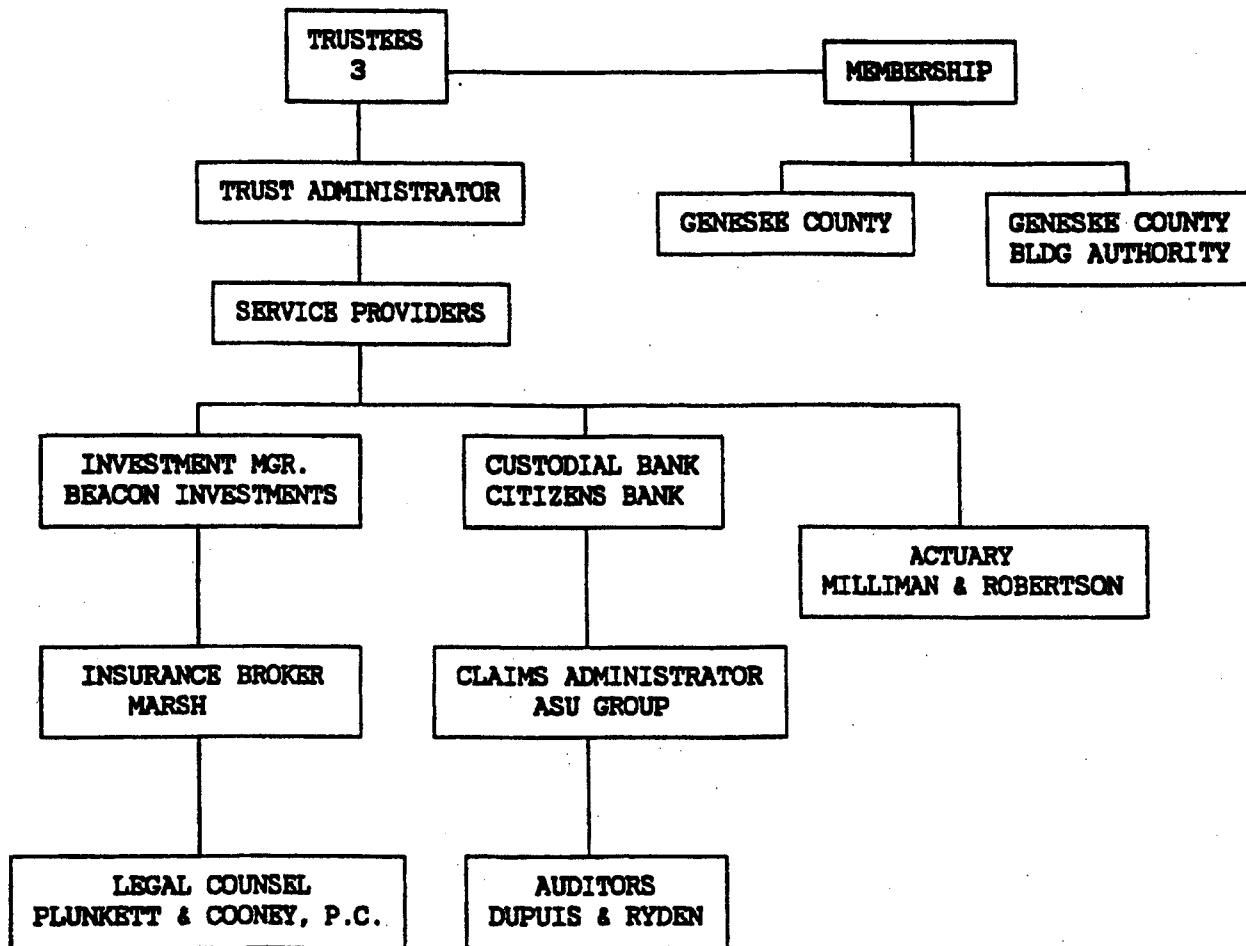 TRUSTEES
3
MEMBERSHIP
TRUST ADMINISTRATOR
GENESEE COUNTY
GENESEE COUNTY
BLDG AUTHORITY
SERVICE PROVIDERS
INVESTMENT MGR.
BEACON INVESTMENTS
CUSTODIAL BANK
CITIZENS BANK
ACTUARY
MILLIMAN & ROBERTSON
INSURANCE BROKER
MARSH
CLAIMS ADMINISTRATOR
ASU GROUP
LEGAL COUNSEL
PLUNKETT & COONEY, P.C.
AUDITORS
DUPUIS & RYDEN